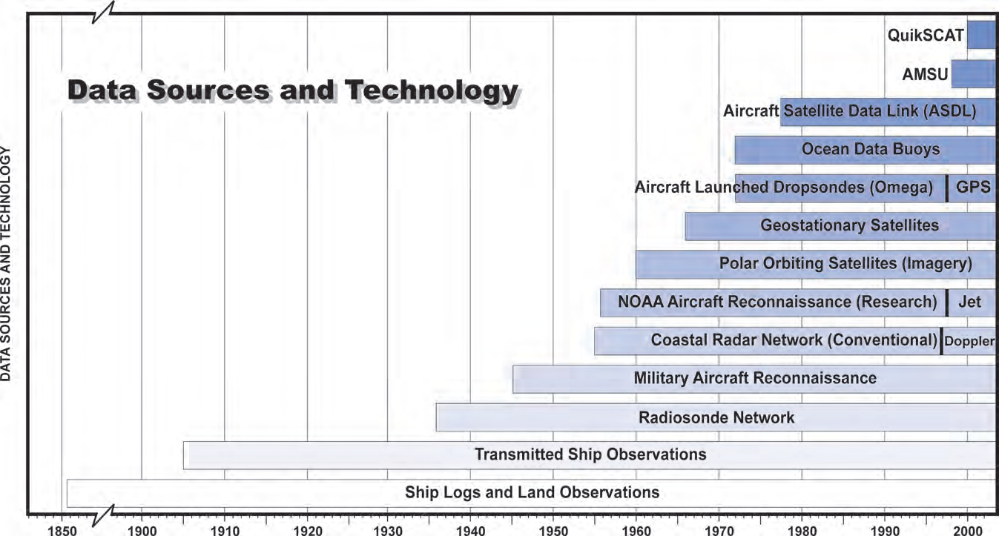 DATA SOURCES AND TECHNOLOGY
Data Sources and Technology
QuikSCAT
AMSU
Aircraft Satellite Data Link (ASDL)
Ocean Data Buoys
Aircraft Launched Dropsondes (Omega) GPS
Geostationary Satellites
Polar Orbiting Satellites (Imagery)
NOAA Aircraft Reconnaissance (Research) Jet
Coastal Radar Network (Conventional) Doppler
Military Aircraft Reconnaissance
Radiosonde Network
Transmitted Ship Observations
Ship Logs and Land Observations
1850 1900 1910 1920 1930 1940 1950 1960 1970 1980 1990 2000